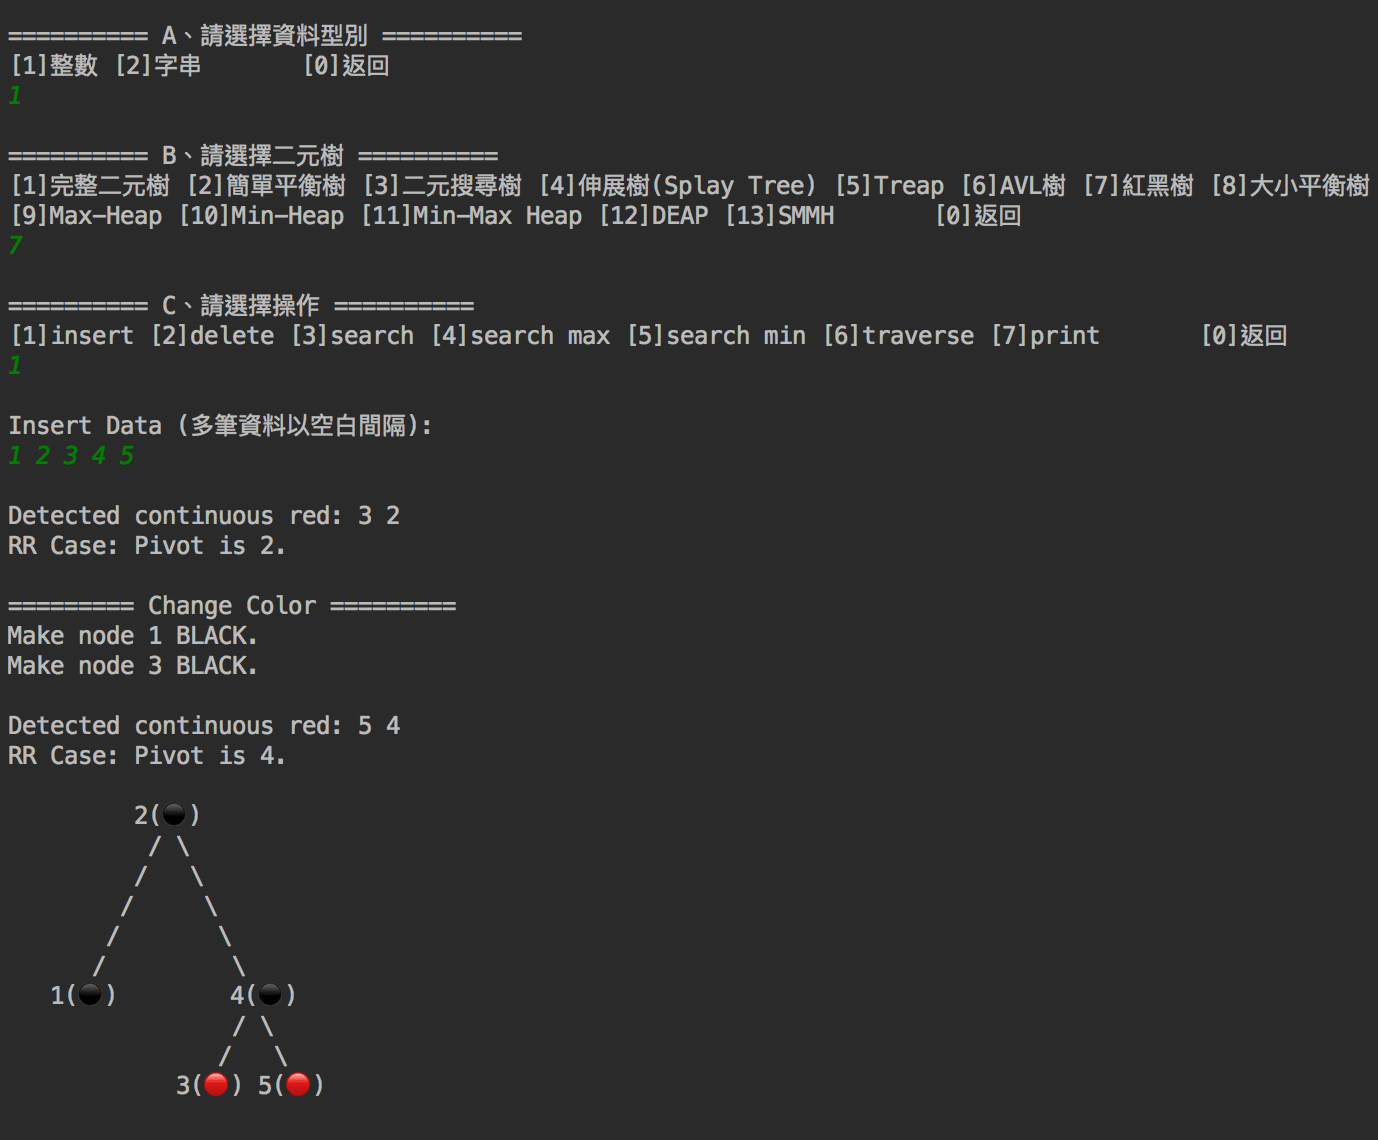 ========== A、請選擇資料型別 ==========
[1]整數 [2]字串        [0]返回
1
========== B、請選擇二元樹 ==========
[1]完整二元樹 [2]簡單平衡樹 [3]二元搜尋樹 [4]伸展樹(Splay Tree) [5]Treap [6]AVL樹 [7]紅黑樹 [8]大小平衡樹
[9]Max-Heap [10]Min-Heap [11]Min-Max Heap [12]DEAP [13]SMMH        [0]返回
7
========== C、請選擇操作 ==========
[1]insert [2]delete [3]search [4]search max [5]search min [6]traverse [7]print        [0]返回
1
Insert Data (多筆資料以空白間隔):
1 2 3 4 5
Detected continuous red: 3 2
RR Case: Pivot is 2.
========= Change Color =========
Make node 1 BLACK.
Make node 3 BLACK.
Detected continuous red: 5 4
RR Case: Pivot is 4.
2(⚫)
/ \
/   \
/     \
/       \
/         \
1(⚫)        4(⚫)
/ \
/   \
3(🔴) 5(🔴)